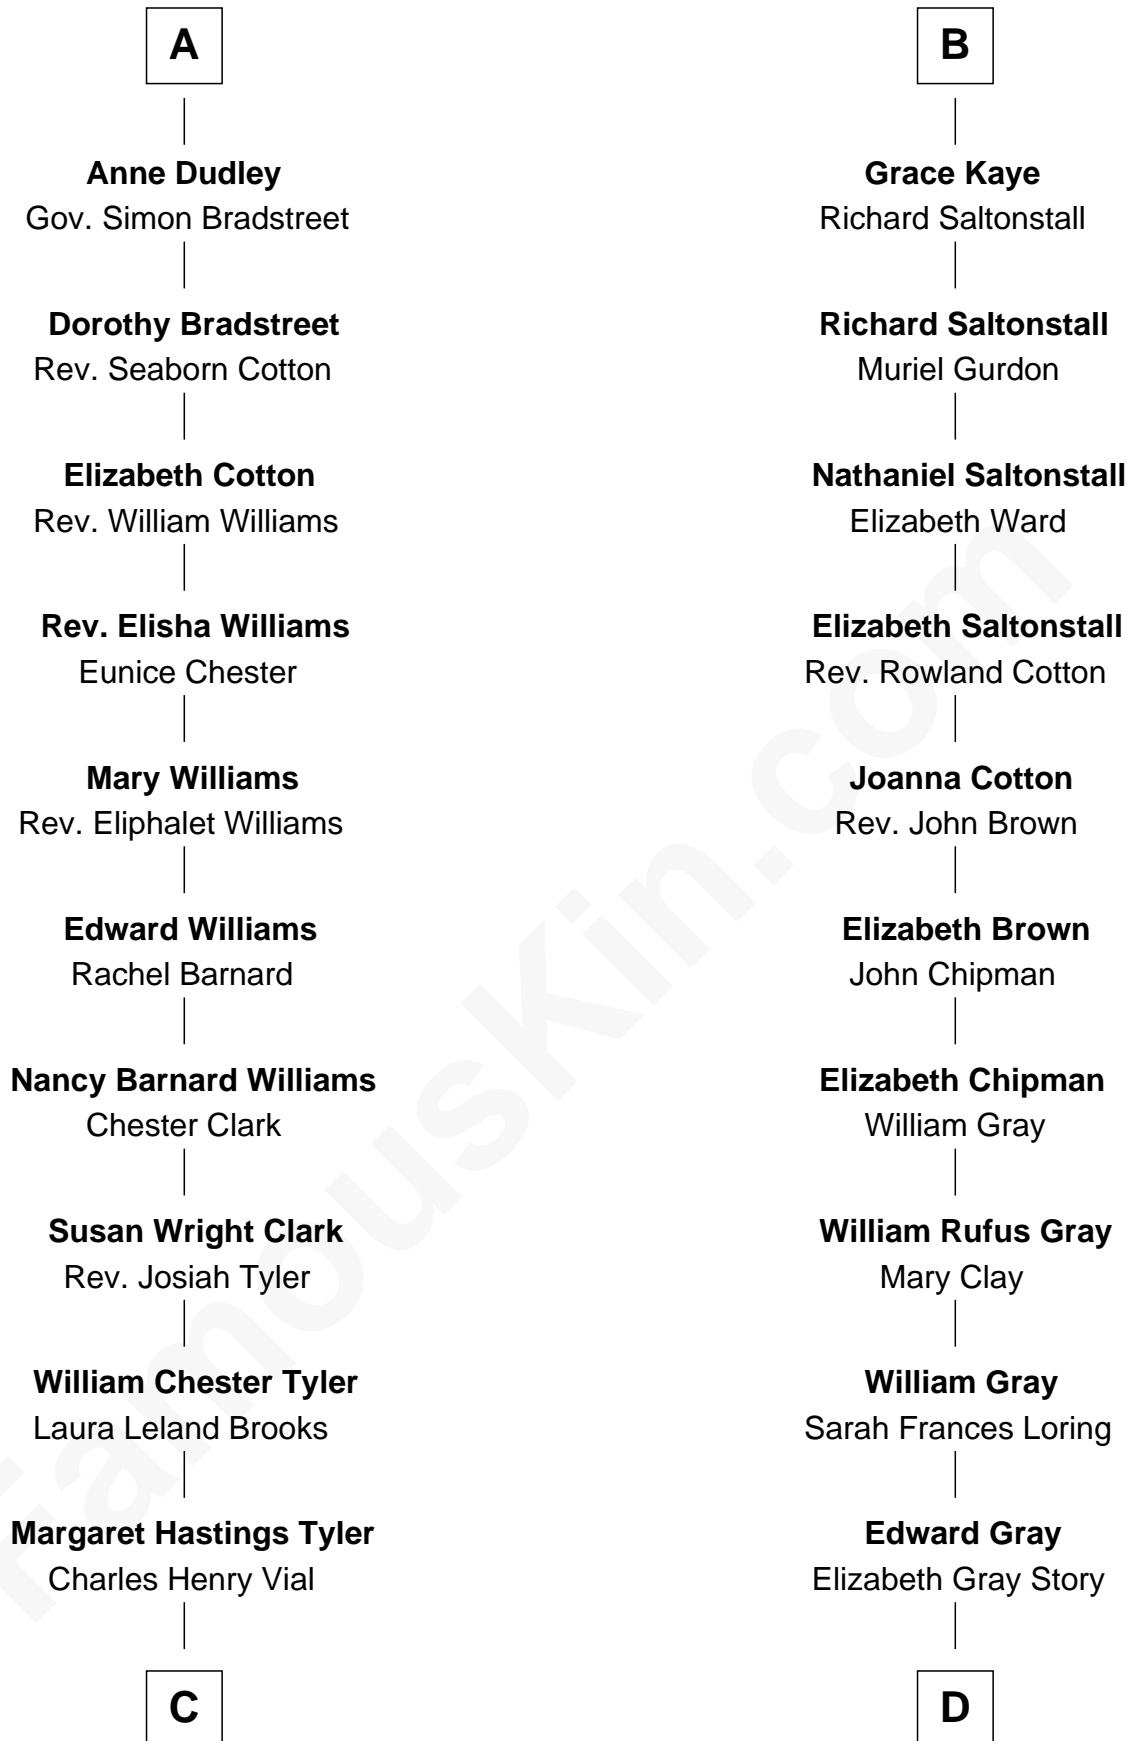 A
B
Anne Dudley
Gov. Simon Bradstreet
Grace Kaye
Richard Saltonstall
Dorothy Bradstreet
Rev. Seaborn Cotton
Richard Saltonstall
Muriel Gurdon
Elizabeth Cotton
Rev. William Williams
Nathaniel Saltonstall
Elizabeth Ward
Rev. Elisha Williams
Eunice Chester
Elizabeth Saltonstall
Rev. Rowland Cotton
Mary Williams
Rev. Eliphalet Williams
Joanna Cotton
Rev. John Brown
Edward Williams
Rachel Barnard
Elizabeth Brown
John Chipman
Nancy Barnard Williams
Chester Clark
Elizabeth Chipman
William Gray
Susan Wright Clark
Rev. Josiah Tyler
William Rufus Gray
Mary Clay
William Chester Tyler
Laura Leland Brooks
William Gray
Sarah Frances Loring
Margaret Hastings Tyler
Charles Henry Vial
Edward Gray
Elizabeth Gray Story
C
D
FamousKin.com